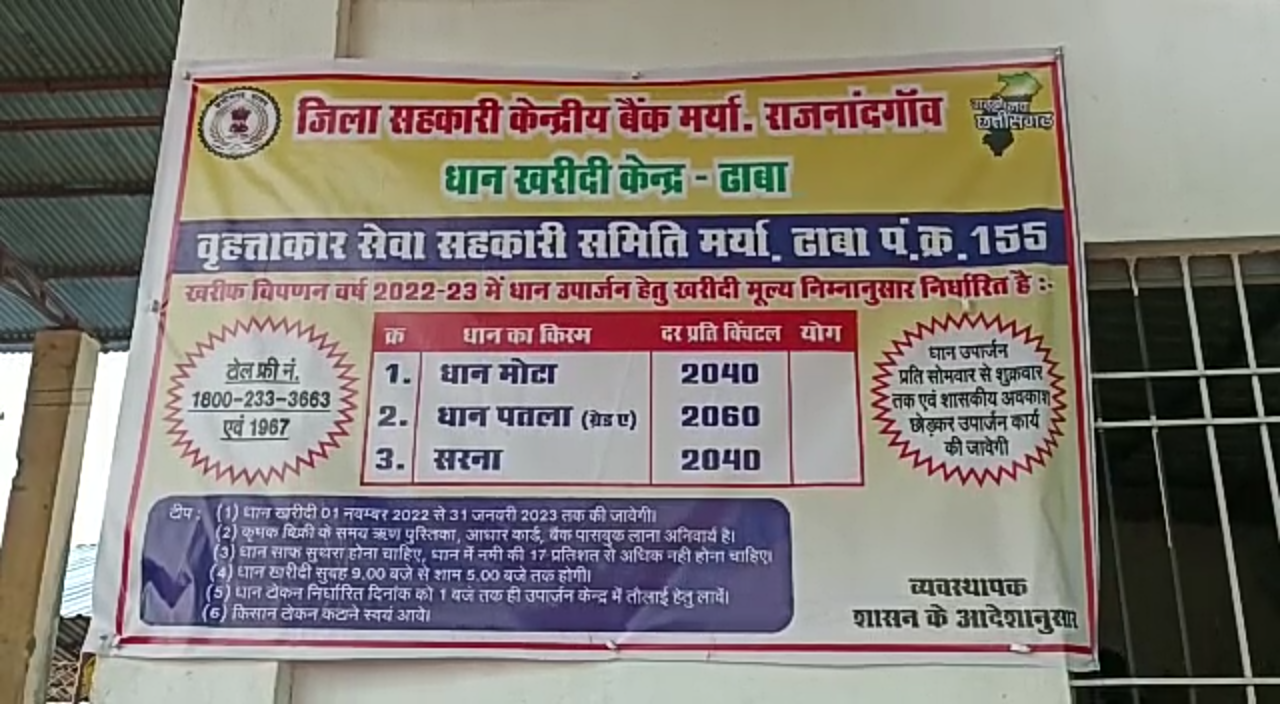 जिला सहकारी केन्द्रीय बैंक मर्या. राजनांदगॉव
धान खरीदी केन्द्र - ढाबा
वृहत्ताकार सेवा सहकारी समिति मर्या. ढाबा पं.क्र. 155
खरीफ विपणन वर्ष 2022-23 में धान उपार्जन हेतु खरीदी मूल्य निम्नानुसार निर्धारित है :-
टोल फ्री नं.
1800-233-3663
एवं 1967
क्र धान का किस्म दर प्रति क्विंटल योग
1. धान मोटा 2040
2. धान पतला (ग्रेड ए) 2060
3. सरना 2040
धान उपार्जन
प्रति सोमवार से शुक्रवार
तक एवं शासकीय अवकाश
छोड़कर उपार्जन कार्य
की जावेगी
टीप : (1) धान खरीदी 01 नवम्बर 2022 से 31 जनवरी 2023 तक की जावेगी।
(2) कृषक बिक्री के समय ऋण पुस्तिका, आधार कार्ड, बैंक पासबुक लाना अनिवार्य है।
(3) धान साफ सुथरा होना चाहिए, धान में नमी की 17 प्रतिशत से अधिक नही होना चाहिए।
(4) धान खरीदी सुबह 9.00 बजे से शाम 5.00 बजे तक होगी।
(5) धान टोकन निर्धारित दिनांक को 1 बजे तक ही उपार्जन केन्द्र में तौलाई हेतु लावें।
(6) किसान टोकन कटाने स्वयं आवे।
व्यवस्थापक
शासन के आदेशानुसार